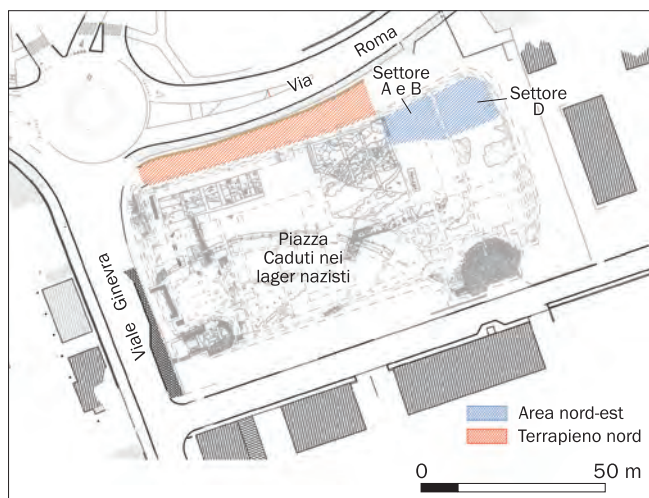 Via Roma
Settore
A e B
Settore
D
Piazza
Caduti nei
lager nazisti
Viale Ginevra
Area nord-est
Terrapieno nord
0 50 m